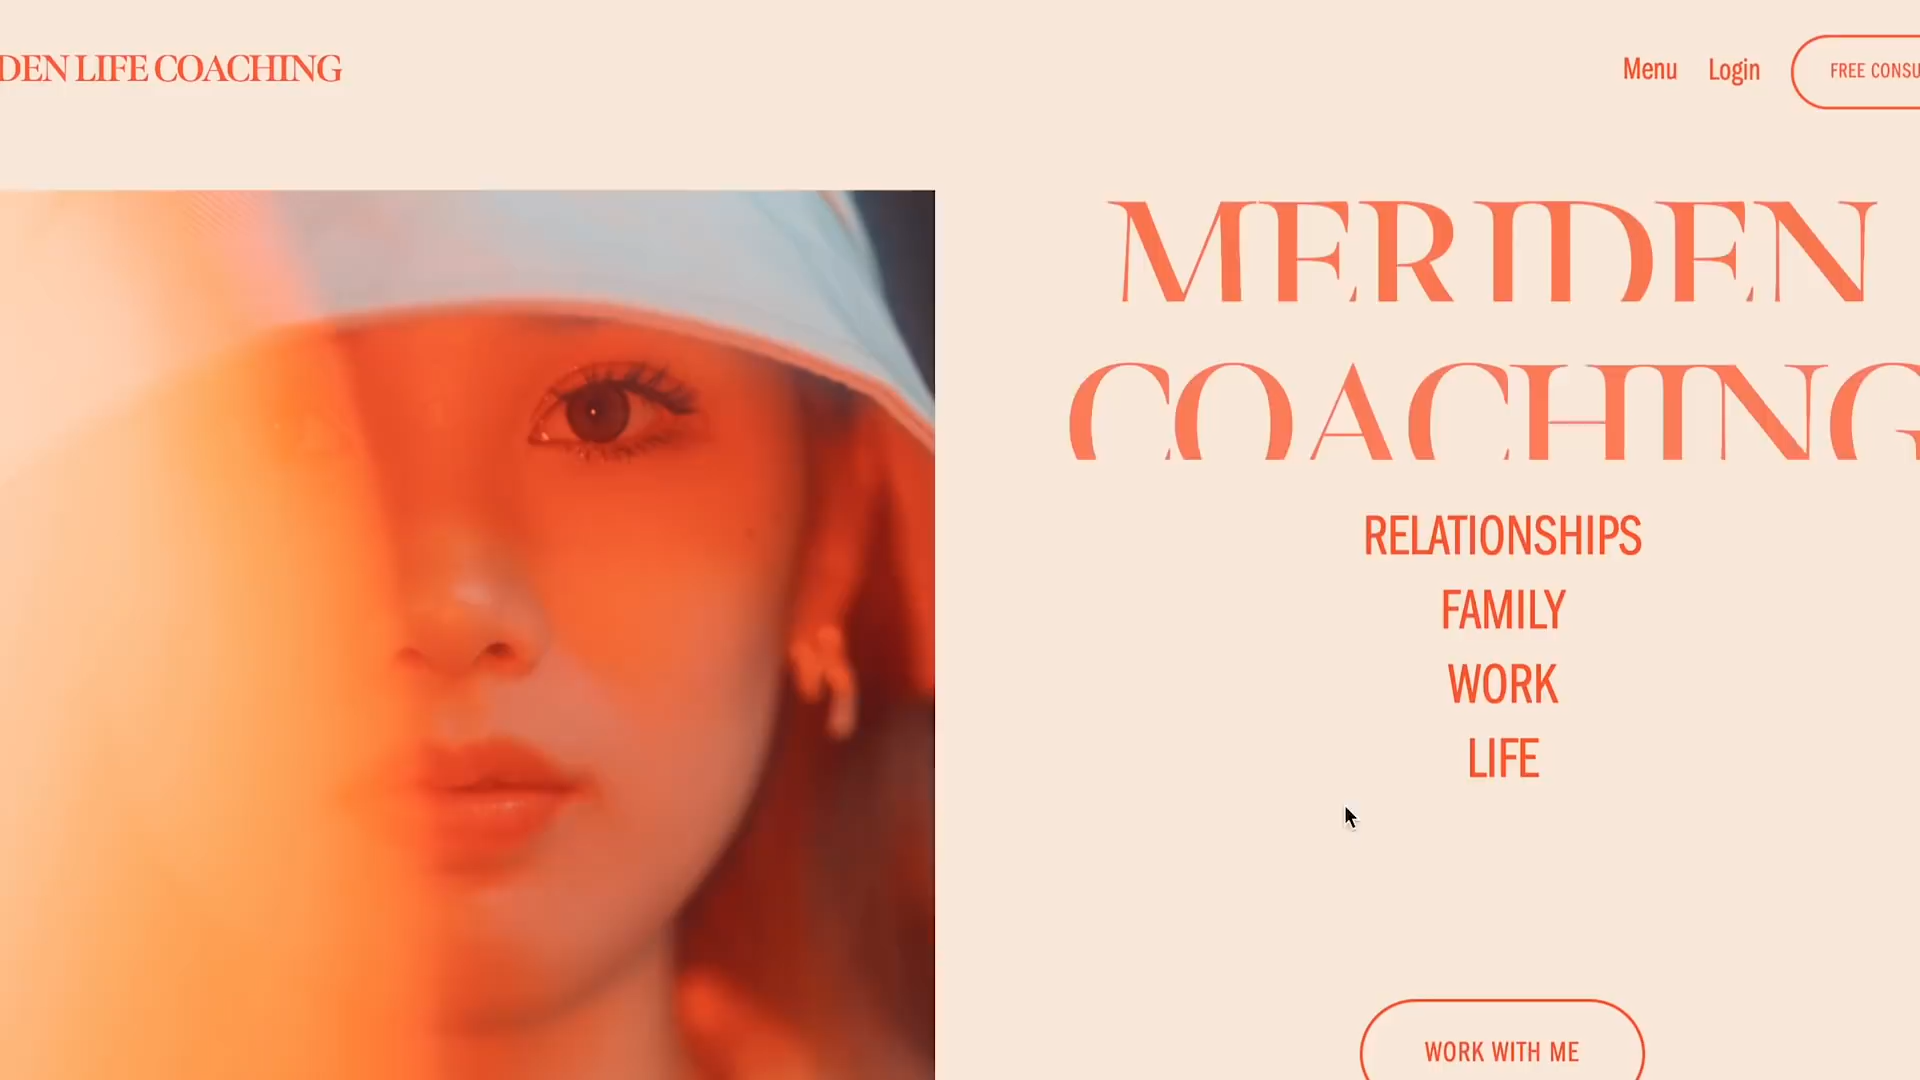 DEN LIFE COACHING
Menu Login FREE CONSU
MERIDEN
COACHING
RELATIONSHIPS
FAMILY
WORK
LIFE
WORK WITH ME